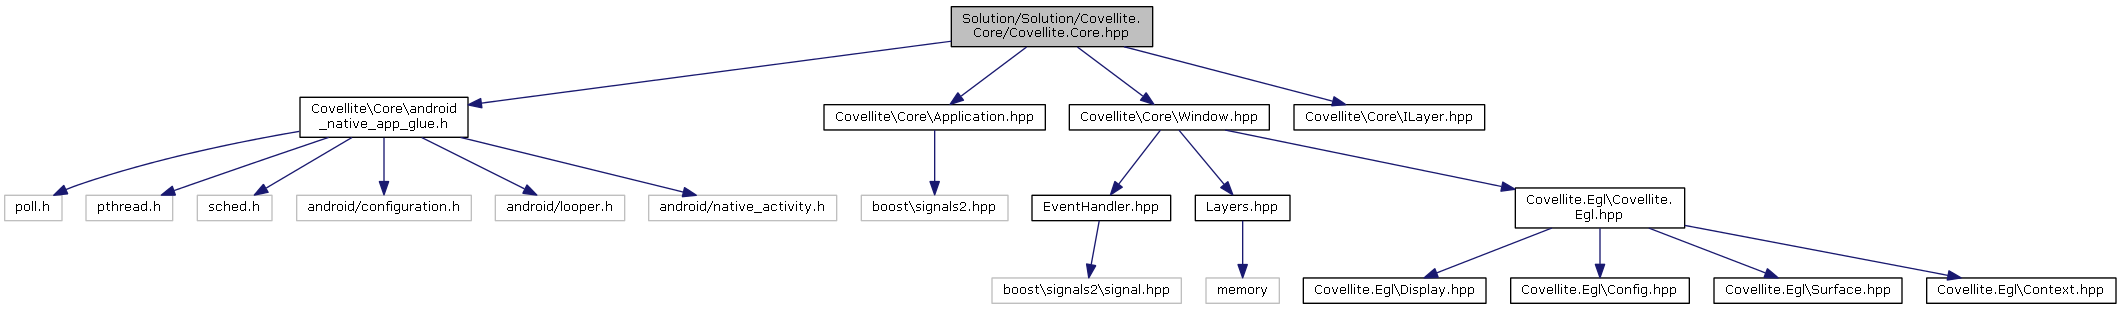 Solution/Solution/Covellite.
Core/Covellite.Core.hpp
Covellite\Core\android
_native_app_glue.h
Covellite\Core\Application.hpp
Covellite\Core\Window.hpp
Covellite\Core\ILayer.hpp
poll.h
pthread.h
sched.h
android/configuration.h
android/looper.h
android/native_activity.h
boost\signals2.hpp
EventHandler.hpp
Layers.hpp
Covellite.Egl\Covellite.
Egl.hpp
boost\signals2\signal.hpp
memory
Covellite.Egl\Display.hpp
Covellite.Egl\Config.hpp
Covellite.Egl\Surface.hpp
Covellite.Egl\Context.hpp